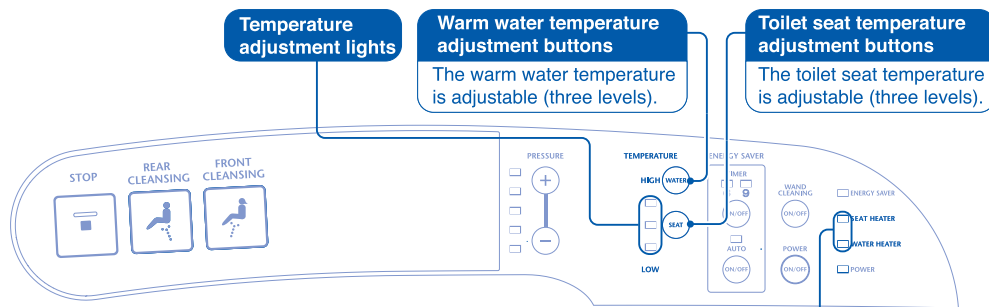 Temperature
adjustment lights
Warm water temperature
adjustment buttons
The warm water temperature
is adjustable (three levels).
Toilet seat temperature
adjustment buttons
The toilet seat temperature
is adjustable (three levels).
STOP
REAR
CLEANSING
FRONT
CLEANSING
PRESSURE
+
−
TEMPERATURE
HIGH
WATER
SEAT
LOW
ENERGY SAVER
TIMER
9
ON/OFF
AUTO
ON/OFF
WAND
CLEANING
ON/OFF
POWER
ON/OFF
ENERGY SAVER
SEAT HEATER
WATER HEATER
POWER